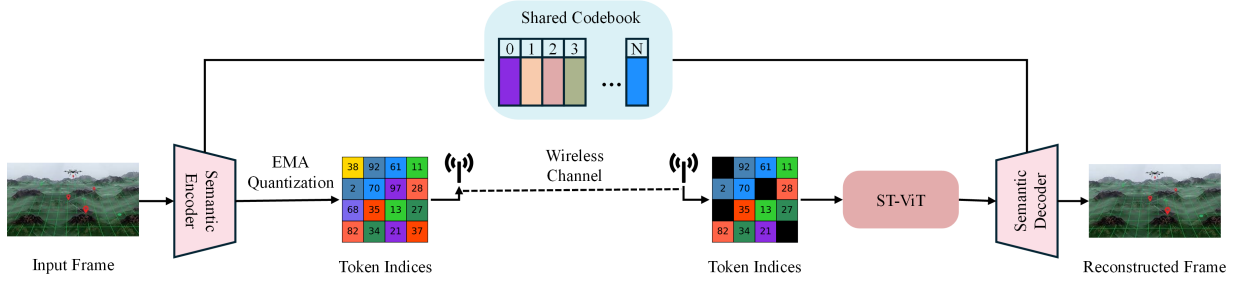 Shared Codebook
0 1 2 3 ... N
EMA
Quantization
Wireless
Channel
Semantic
Encoder
38 92 61 11
2 70 97 28
68 35 13 27
82 34 21 37
92 61 11
2 70 28
35 13 27
82 34 21
ST-ViT
Semantic
Decoder
Input Frame
Token Indices
Token Indices
Reconstructed Frame